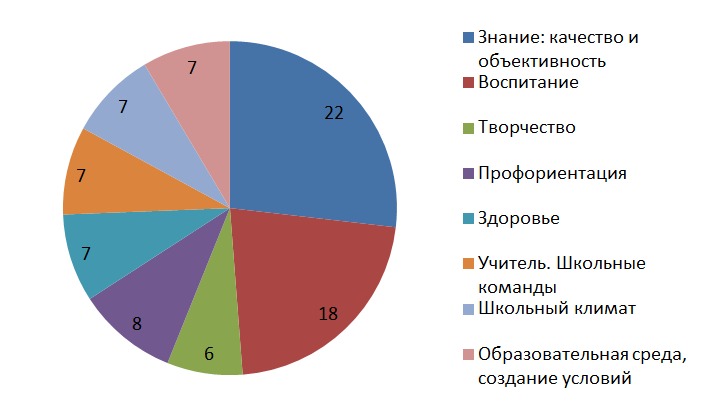 7
22
7
7
7
8
6
18
Знание: качество и
объективность
Воспитание
Творчество
Профориентация
Здоровье
Учитель. Школьные
команды
Школьный климат
Образовательная среда,
создание условий